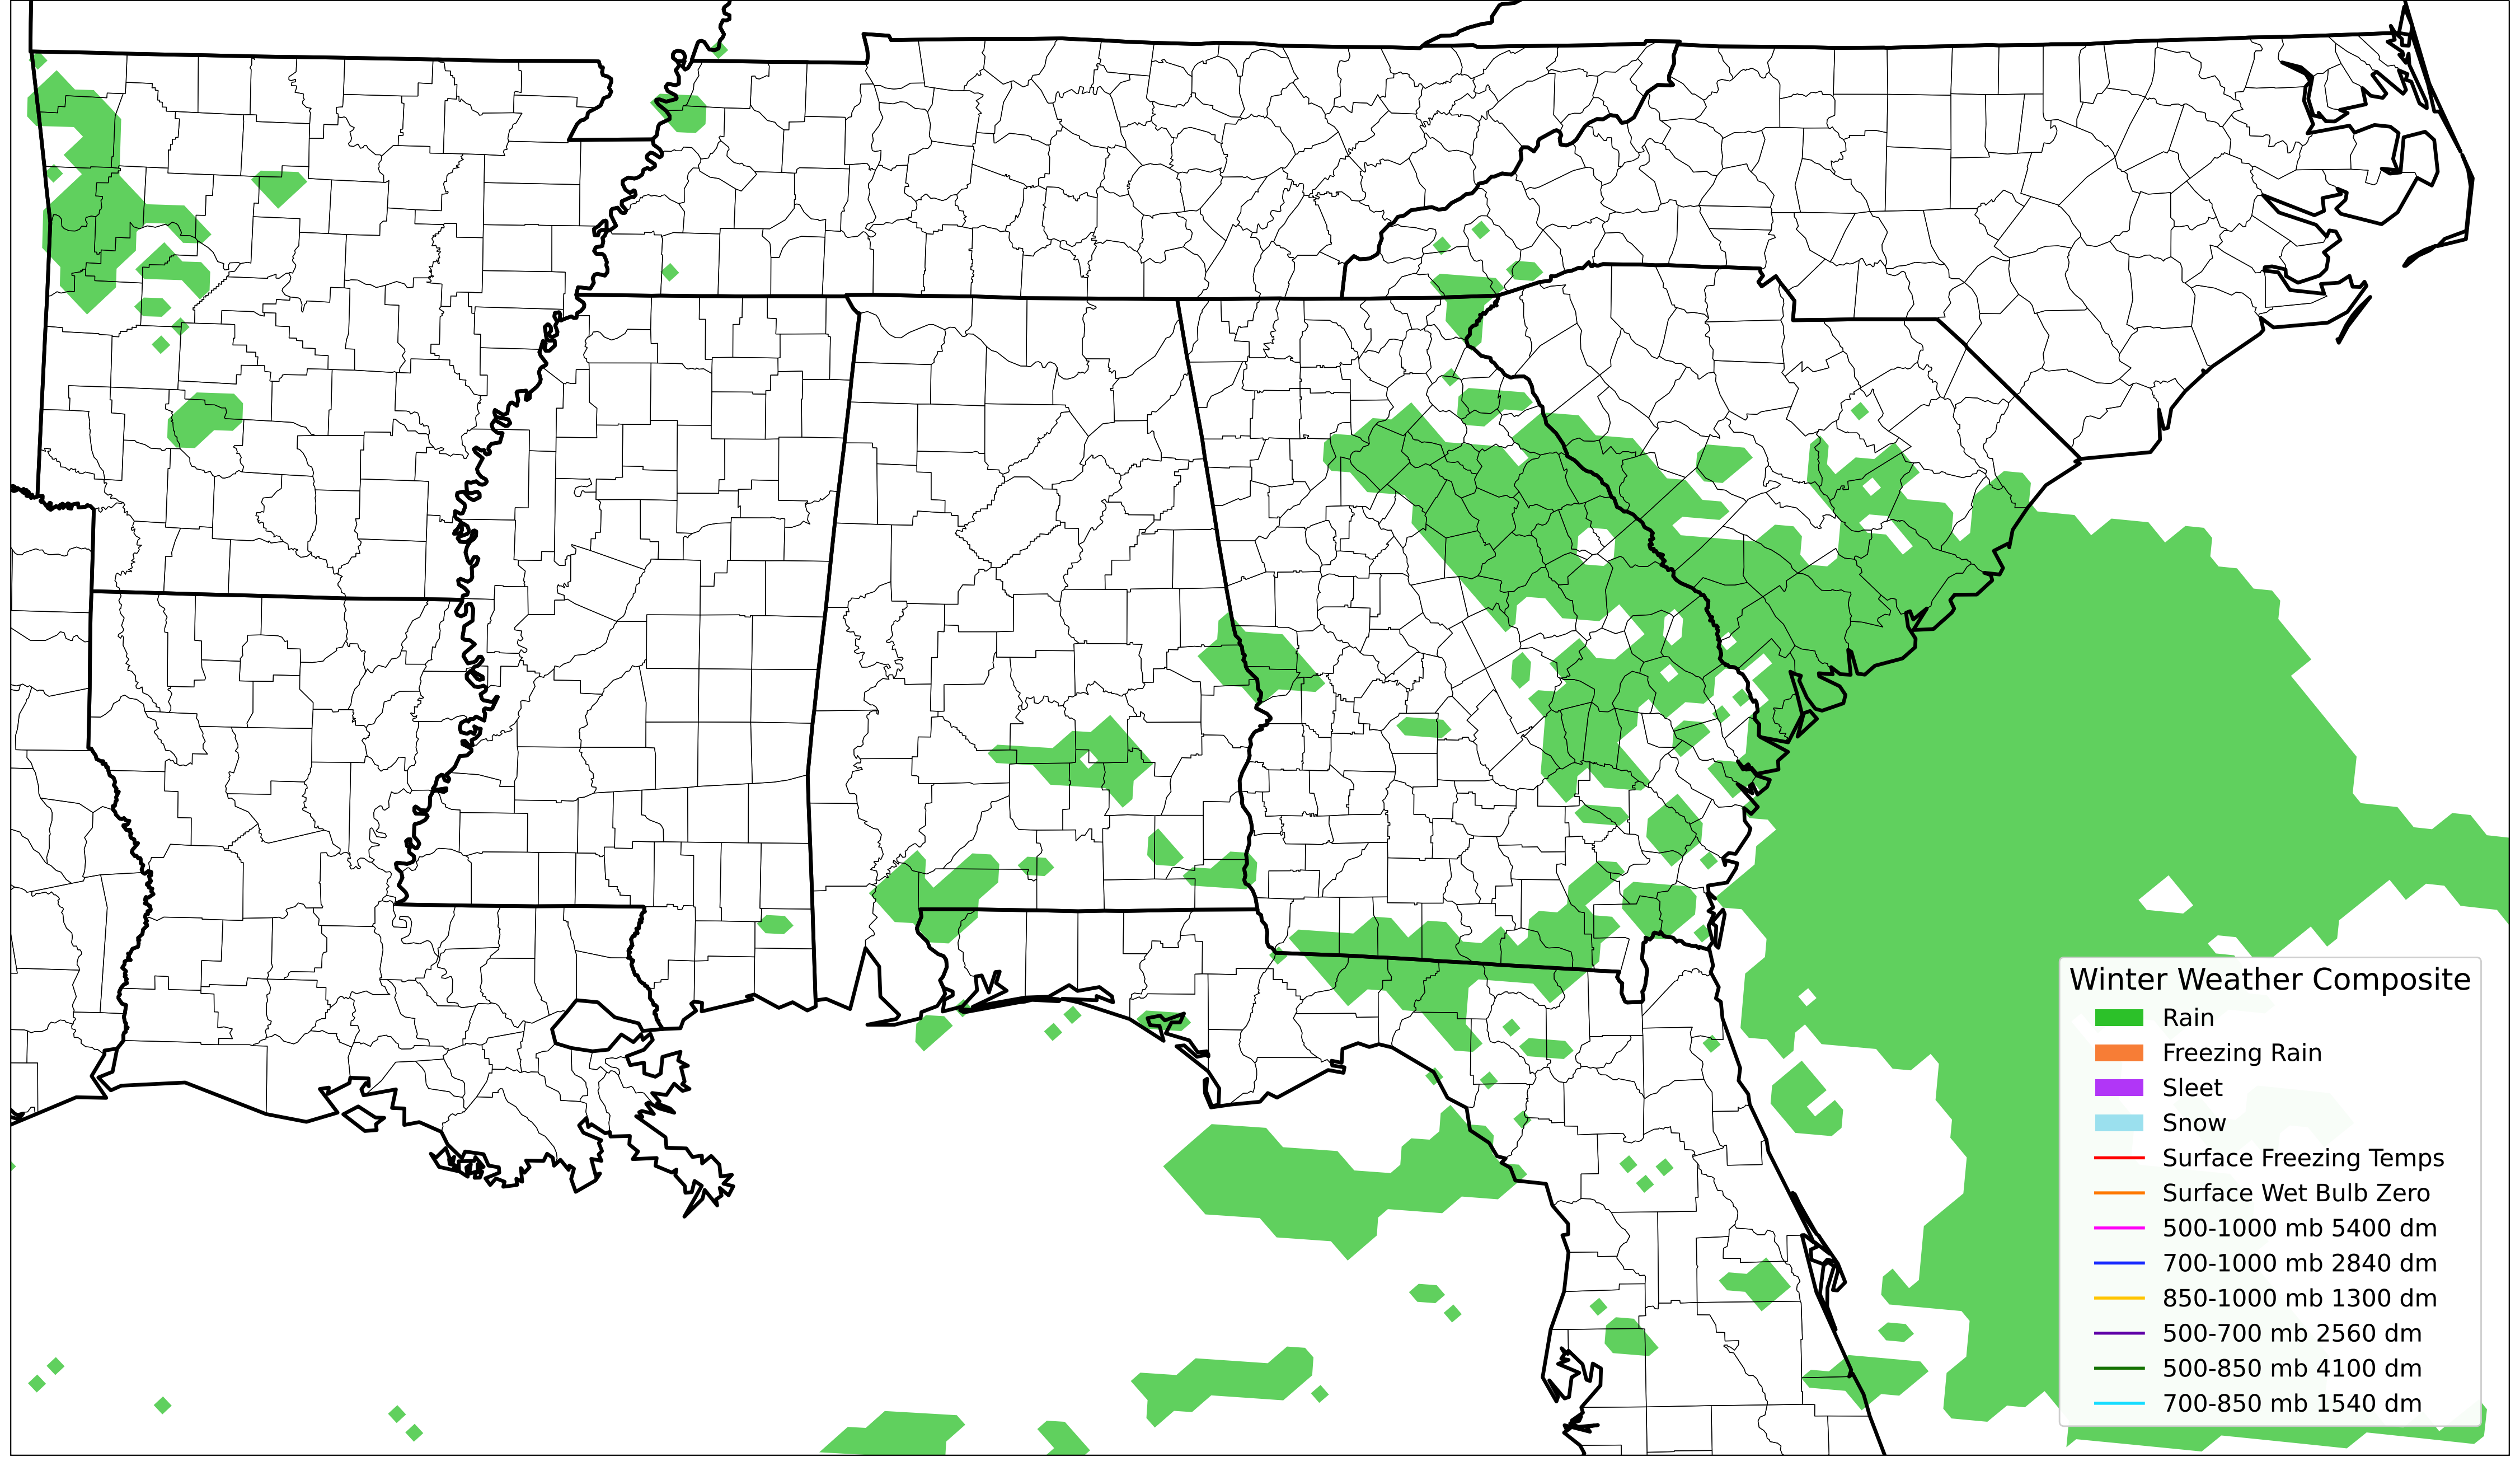 Winter Weather Composite
Rain
Freezing Rain
Sleet
Snow
Surface Freezing Temps
Surface Wet Bulb Zero
500-1000 mb 5400 dm
700-1000 mb 2840 dm
850-1000 mb 1300 dm
500-700 mb 2560 dm
500-850 mb 4100 dm
700-850 mb 1540 dm